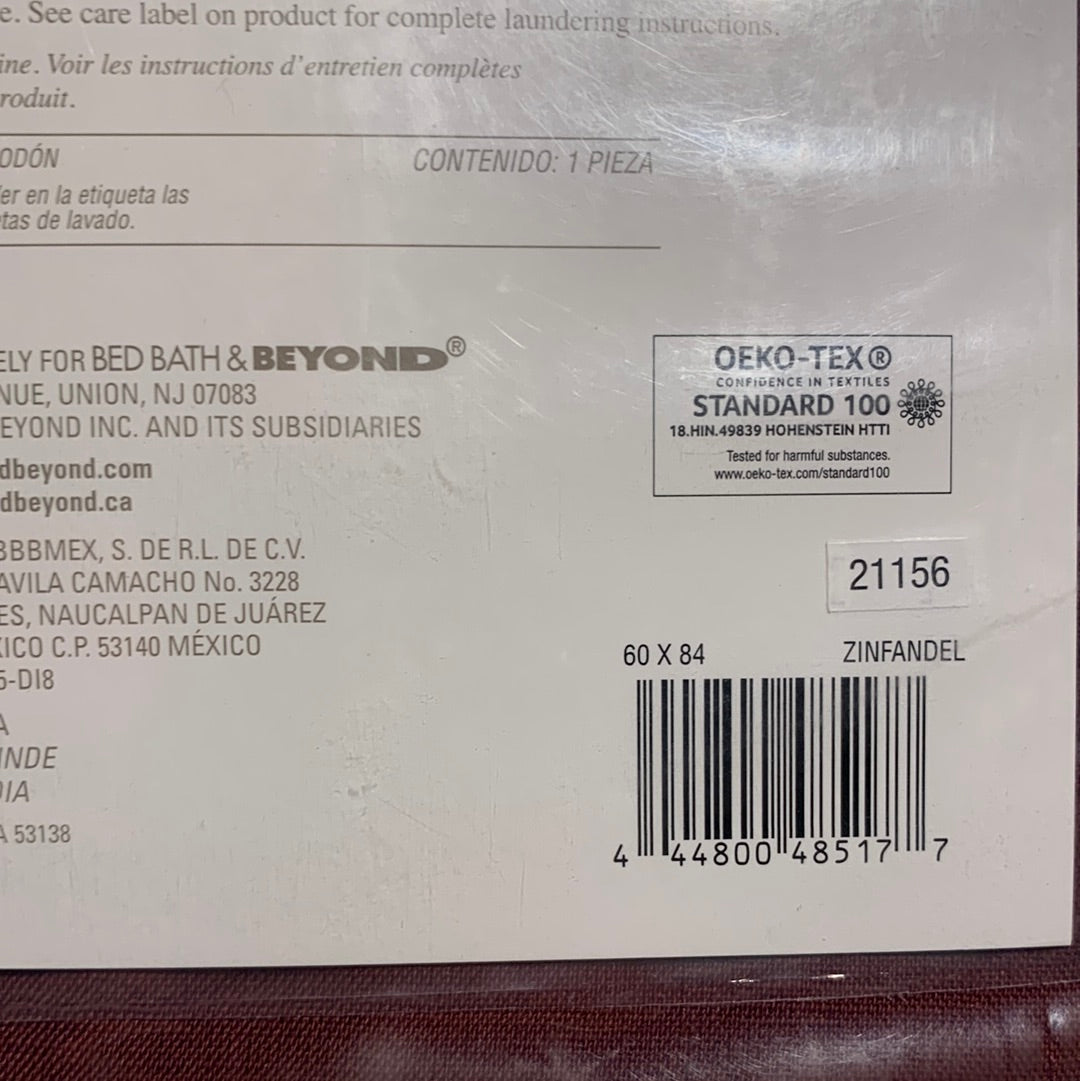 e. See care label on product for complete laundering instructions.
ine. Voir les instructions d'entretien complètes
roduit.
ODÓN CONTENIDO: 1 PIEZA
er en la etiqueta las
tas de lavado.
ELY FOR BED BATH & BEYOND®
NUE, UNION, NJ 07083
EYOND INC. AND ITS SUBSIDIARIES
dbeyond.com
dbeyond.ca
BBBMEX, S. DE R.L. DE C.V.
AVILA CAMACHO No. 3228
ES, NAUCALPAN DE JUÁREZ
ICO C.P. 53140 MÉXICO
5-DI8
A
INDE
DIA
A 53138
OEKO-TEX®
CONFIDENCE IN TEXTILES
STANDARD 100
18.HIN.49839 HOHENSTEIN HTTI
Tested for harmful substances.
www.oeko-tex.com/standard100
21156
60 X 84 ZINFANDEL
4 44800 48517 7